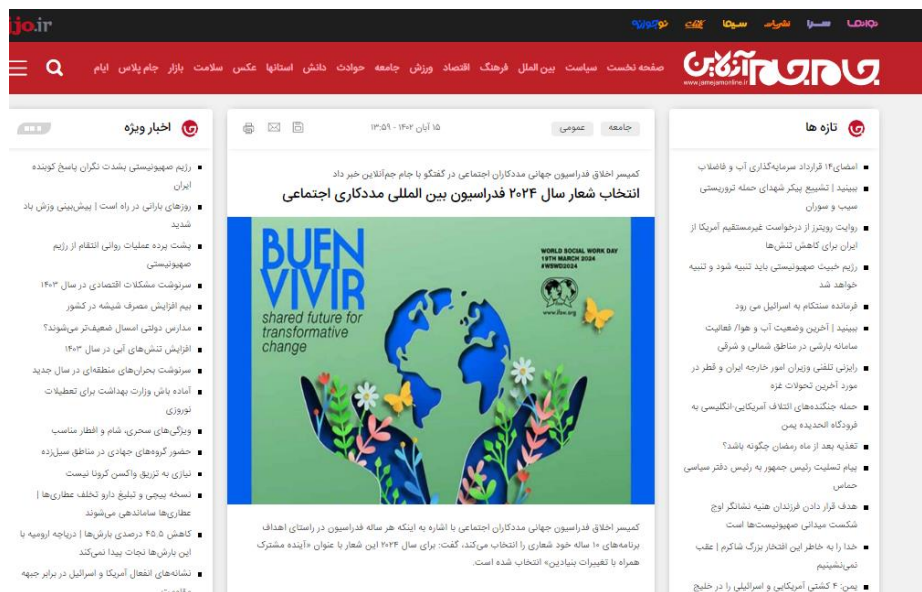 jo.ir
جام جم آنلاین
www.jamejamonline.ir
صفحه نخست سیاست بین الملل فرهنگ اقتصاد ورزش جامعه حوادث دانش استانها عکس سلامت بازار جام پلاس ایام
تازه ها
امضای۱۴ قرارداد سرمایه‌گذاری آب و فاضلاب
ببینید | تشییع پیکر شهدای حمله تروریستی
سیب و سوران
روایت رویترز از درخواست غیرمستقیم آمریکا از
ایران برای کاهش تنش‌ها
رژیم خبیث صهیونیستی باید تنبیه شود و تنبیه
خواهد شد
فرمانده سنتکام به اسرائیل می رود
ببینید | آخرین وضعیت آب و هوا/ فعالیت
سامانه بارشی در مناطق شمالی و شرقی
رایزنی تلفنی وزیران امور خارجه ایران و قطر در
مورد آخرین تحولات غزه
حمله جنگنده‌های ائتلاف آمریکایی-انگلیسی به
فرودگاه الحدیده یمن
تغذیه بعد از ماه رمضان چگونه باشد؟
پیام تسلیت رئیس جمهور به رئیس دفتر سیاسی
حماس
هدف قرار دادن فرزندان هنیه نشانگر اوج
شکست میدانی صهیونیست‌ها است
خدا را به خاطر این افتخار بزرگ شاکرم | عقب
نمی‌نشینیم
یمن: ۴ کشتی آمریکایی و اسرائیلی را در خلیج
جامعه عمومی
۱۵ آبان ۱۴۰۲ - ۱۳:۵۹
کمیسر اخلاق فدراسیون جهانی مددکاران اجتماعی در گفتگو با جام جم‌آنلاین خبر داد
انتخاب شعار سال ۲۰۲۴ فدراسیون بین المللی مددکاری اجتماعی
BUEN
VIVIR
shared future for
transformative
change
WORLD SOCIAL WORK DAY
19TH MARCH 2024
#WSWD2024
www.ifsw.org
کمیسر اخلاق فدراسیون جهانی مددکاران اجتماعی با اشاره به اینکه هر ساله فدراسیون در راستای اهداف
برنامه‌های ۱۰ ساله خود شعاری را انتخاب می‌کند، گفت: برای سال ۲۰۲۴ این شعار با عنوان «آینده مشترک
همراه با تغییرات بنیادین» انتخاب شده است.
اخبار ویژه
رژیم صهیونیستی بشدت نگران پاسخ کوبنده
ایران
روزهای بارانی در راه است | پیش‌بینی وزش باد
شدید
پشت پرده عملیات روانی انتقام از رژیم
صهیونیستی
سرنوشت مشکلات اقتصادی در سال ۱۴۰۳
بیم افزایش مصرف شیشه در کشور
مدارس دولتی امسال ضعیف‌تر می‌شوند؟
افزایش تنش‌های آبی در سال ۱۴۰۳
سرنوشت بحران‌های منطقه‌ای در سال جدید
آماده باش وزارت بهداشت برای تعطیلات
نوروزی
ویژگی‌های سحری، شام و افطار مناسب
حضور گروه‌های جهادی در مناطق سیل‌زده
نیازی به تزریق واکسن کرونا نیست
نسخه پیچی و تبلیغ دارو تخلف عطاری‌ها |
عطاری‌ها ساماندهی می‌شوند
کاهش ۴۵.۵ درصدی بارش‌ها | دریاچه ارومیه با
این بارش‌ها نجات پیدا نمی‌کند
نشانه‌های انفعال آمریکا و اسرائیل در برابر جبهه